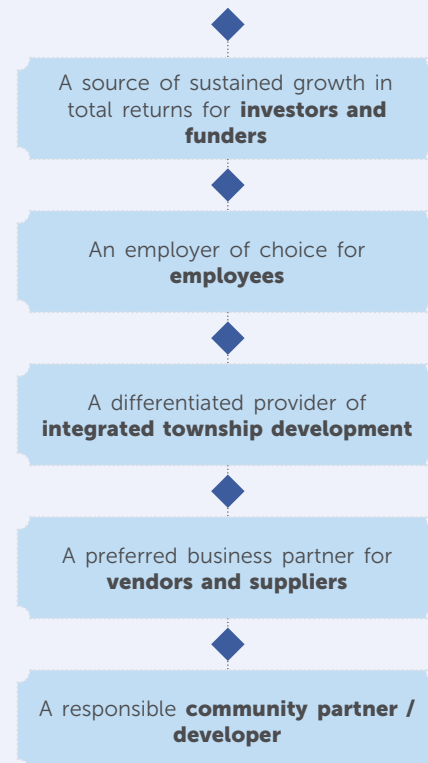 A source of sustained growth in
total returns for investors and
funders
An employer of choice for
employees
A differentiated provider of
integrated township development
A preferred business partner for
vendors and suppliers
A responsible community partner /
developer